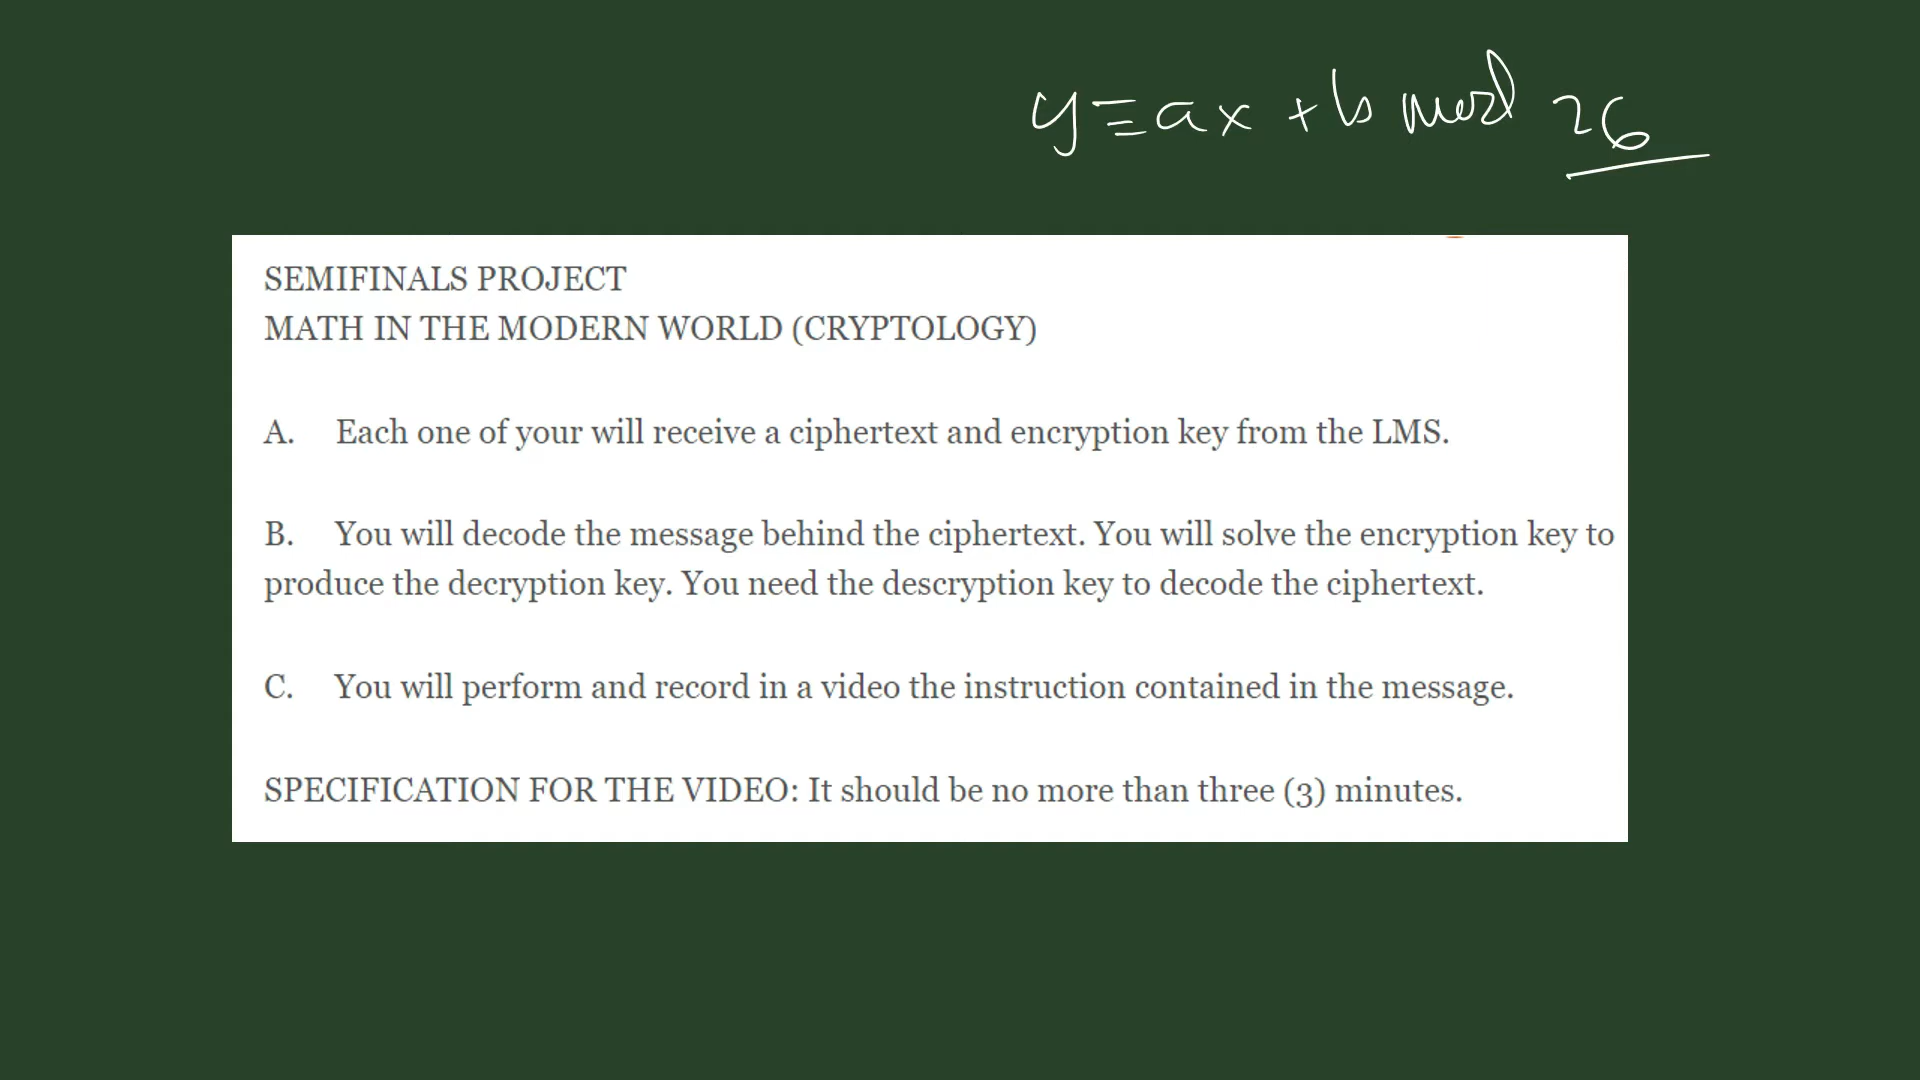 y ≡ ax + b mod 26
SEMIFINALS PROJECT
MATH IN THE MODERN WORLD (CRYPTOLOGY)
A. Each one of your will receive a ciphertext and encryption key from the LMS.
B. You will decode the message behind the ciphertext. You will solve the encryption key to
produce the decryption key. You need the descryption key to decode the ciphertext.
C. You will perform and record in a video the instruction contained in the message.
SPECIFICATION FOR THE VIDEO: It should be no more than three (3) minutes.